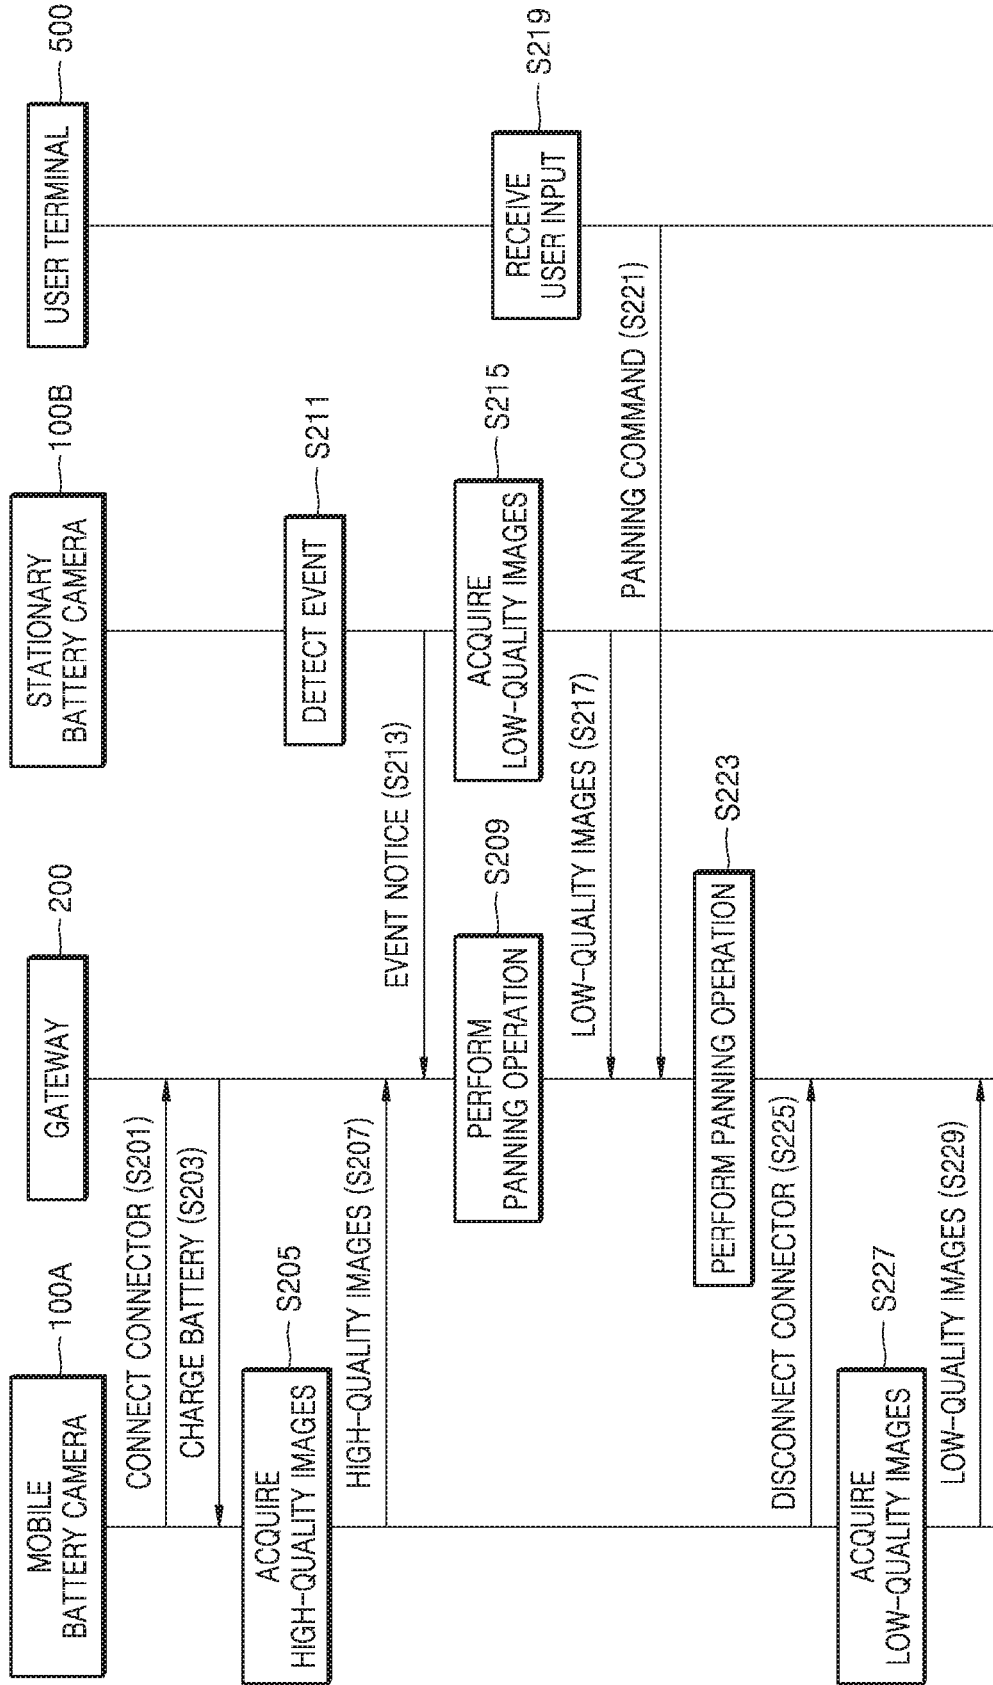 MOBILE
BATTERY CAMERA
100A
GATEWAY
200
STATIONARY
BATTERY CAMERA
100B
USER TERMINAL
500
CONNECT CONNECTOR (S201)
CHARGE BATTERY (S203)
ACQUIRE
HIGH-QUALITY IMAGES
S205
DETECT EVENT
S211
HIGH-QUALITY IMAGES (S207)
EVENT NOTICE (S213)
PERFORM
PANNING OPERATION
S209
ACQUIRE
LOW-QUALITY IMAGES
S215
RECEIVE
USER INPUT
S219
LOW-QUALITY IMAGES (S217)
PANNING COMMAND (S221)
PERFORM PANNING OPERATION
S223
DISCONNECT CONNECTOR (S225)
ACQUIRE
LOW-QUALITY IMAGES
S227
LOW-QUALITY IMAGES (S229)